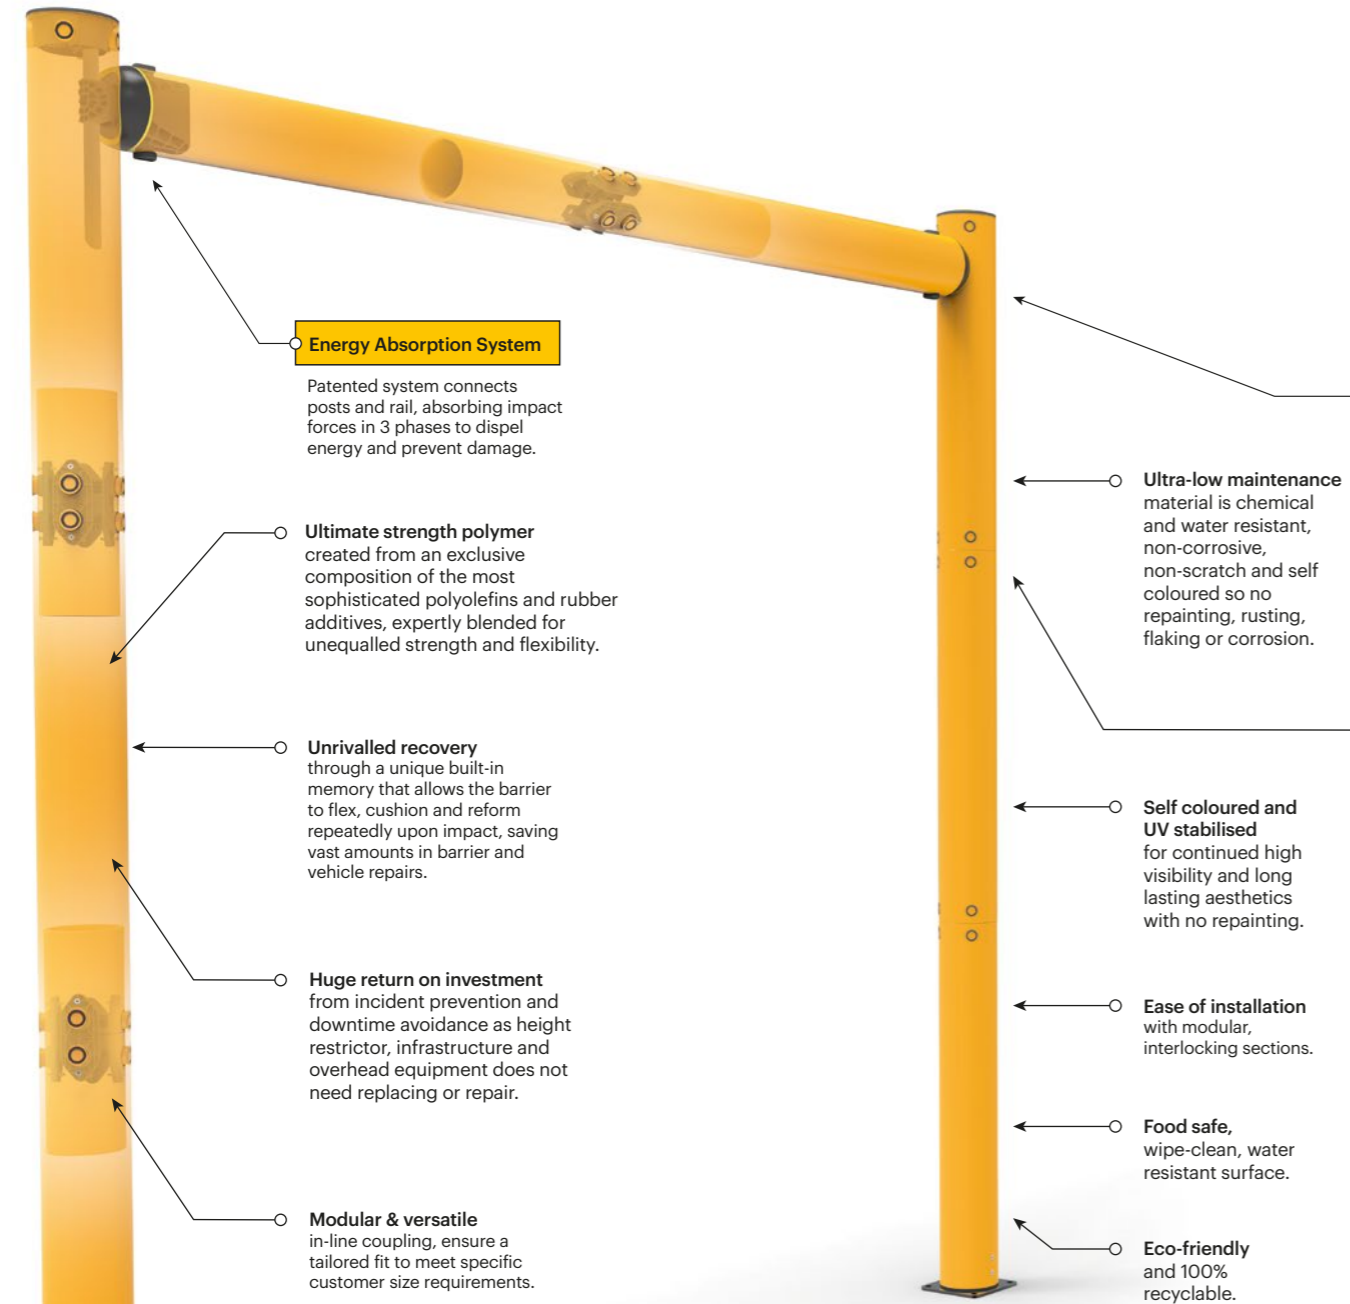 Energy Absorption System
Patented system connects
posts and rail, absorbing impact
forces in 3 phases to dispel
energy and prevent damage.
Ultimate strength polymer
created from an exclusive
composition of the most
sophisticated polyolefins and rubber
additives, expertly blended for
unequalled strength and flexibility.
Unrivalled recovery
through a unique built-in
memory that allows the barrier
to flex, cushion and reform
repeatedly upon impact, saving
vast amounts in barrier and
vehicle repairs.
Huge return on investment
from incident prevention and
downtime avoidance as height
restrictor, infrastructure and
overhead equipment does not
need replacing or repair.
Modular & versatile
in-line coupling, ensure a
tailored fit to meet specific
customer size requirements.
Ultra-low maintenance
material is chemical
and water resistant,
non-corrosive,
non-scratch and self
coloured so no
repainting, rusting,
flaking or corrosion.
Self coloured and
UV stabilised
for continued high
visibility and long
lasting aesthetics
with no repainting.
Ease of installation
with modular,
interlocking sections.
Food safe,
wipe-clean, water
resistant surface.
Eco-friendly
and 100%
recyclable.